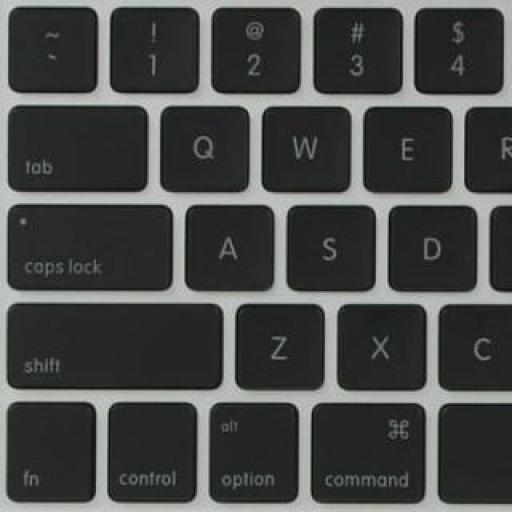 ~ ! @ # $
` 1 2 3 4
Q W E R
tab
A S D
caps lock
Z X C
shift
alt ⌘
fn control option command